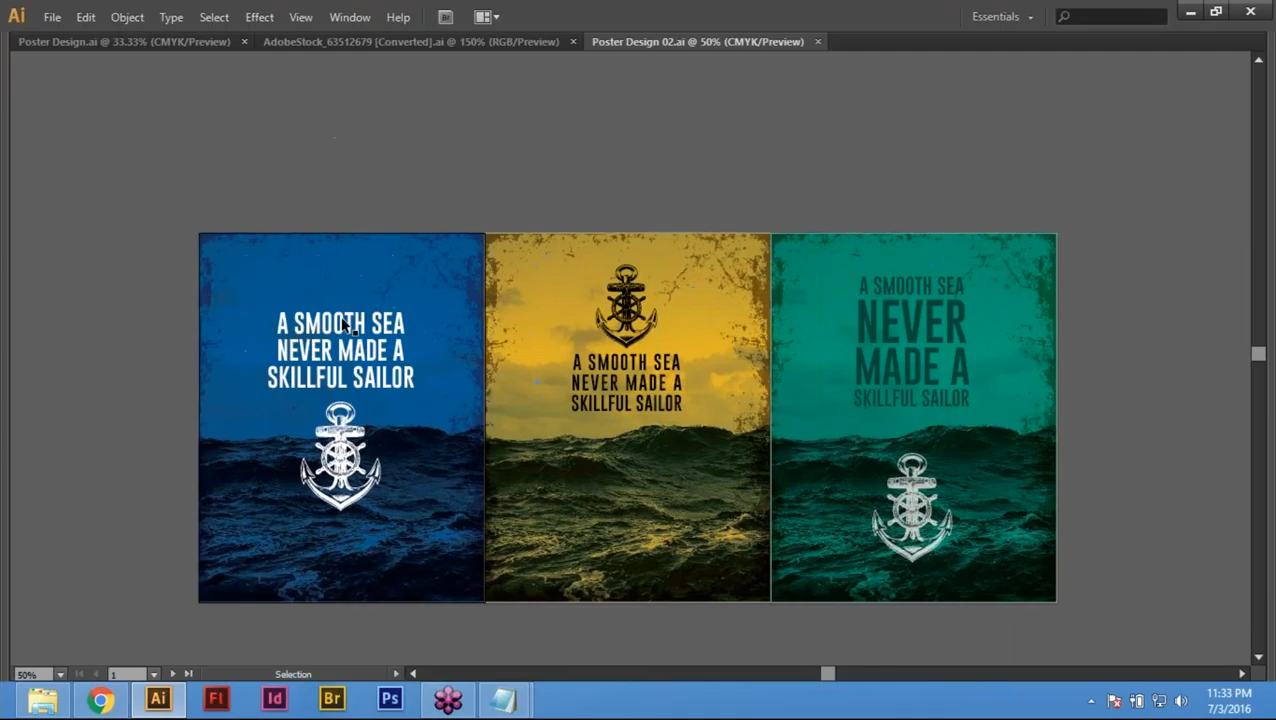 Ai File Edit Object Type Select Effect View Window Help Br Essentials
Poster Design.ai @ 33.33% (CMYK/Preview) × AdobeStock_63512679 [Converted].ai @ 150% (RGB/Preview) × Poster Design 02.ai @ 50% (CMYK/Preview) ×
A SMOOTH SEA
NEVER MADE A
SKILLFUL SAILOR
A SMOOTH SEA
NEVER MADE A
SKILLFUL SAILOR
A SMOOTH SEA
NEVER
MADE A
SKILLFUL SAILOR
50% 1 Selection
Ai Fl Id Br Ps
11:33 PM
7/3/2016